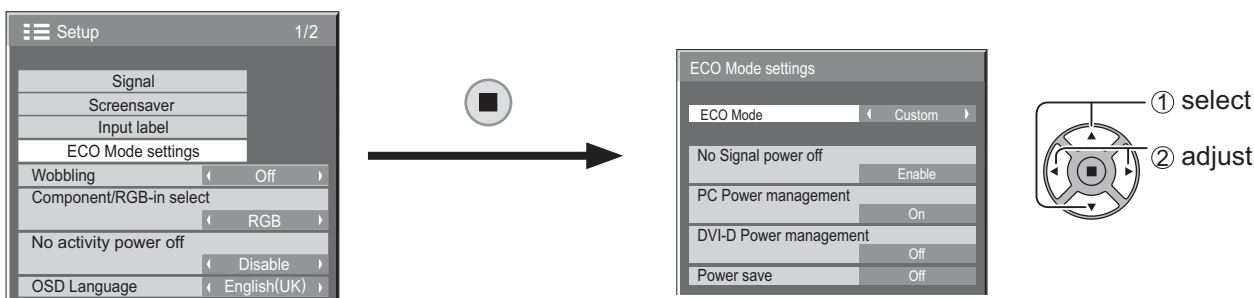 Setup 1/2
Signal
Screensaver
Input label
ECO Mode settings
Wobbling Off
Component/RGB-in select
RGB
No activity power off
Disable
OSD Language English(UK)
ECO Mode settings
ECO Mode Custom
No Signal power off
Enable
PC Power management
On
DVI-D Power management
Off
Power save Off
① select
② adjust